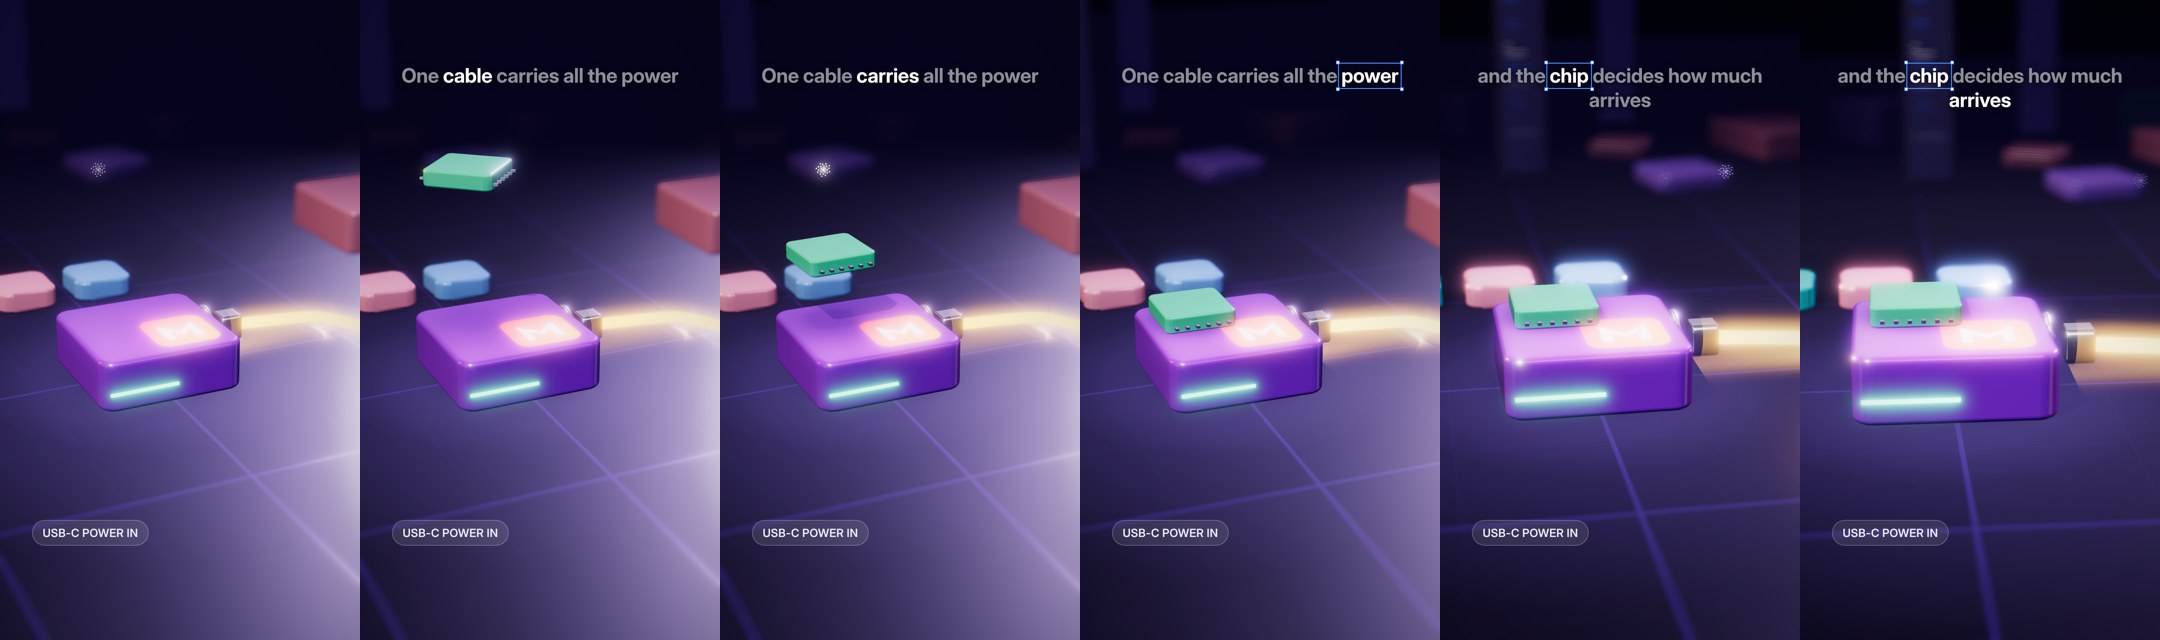 USB-C POWER IN
One cable carries all the power
USB-C POWER IN
One cable carries all the power
USB-C POWER IN
One cable carries all the power
USB-C POWER IN
and the chip decides how much
arrives
USB-C POWER IN
and the chip decides how much
arrives
USB-C POWER IN